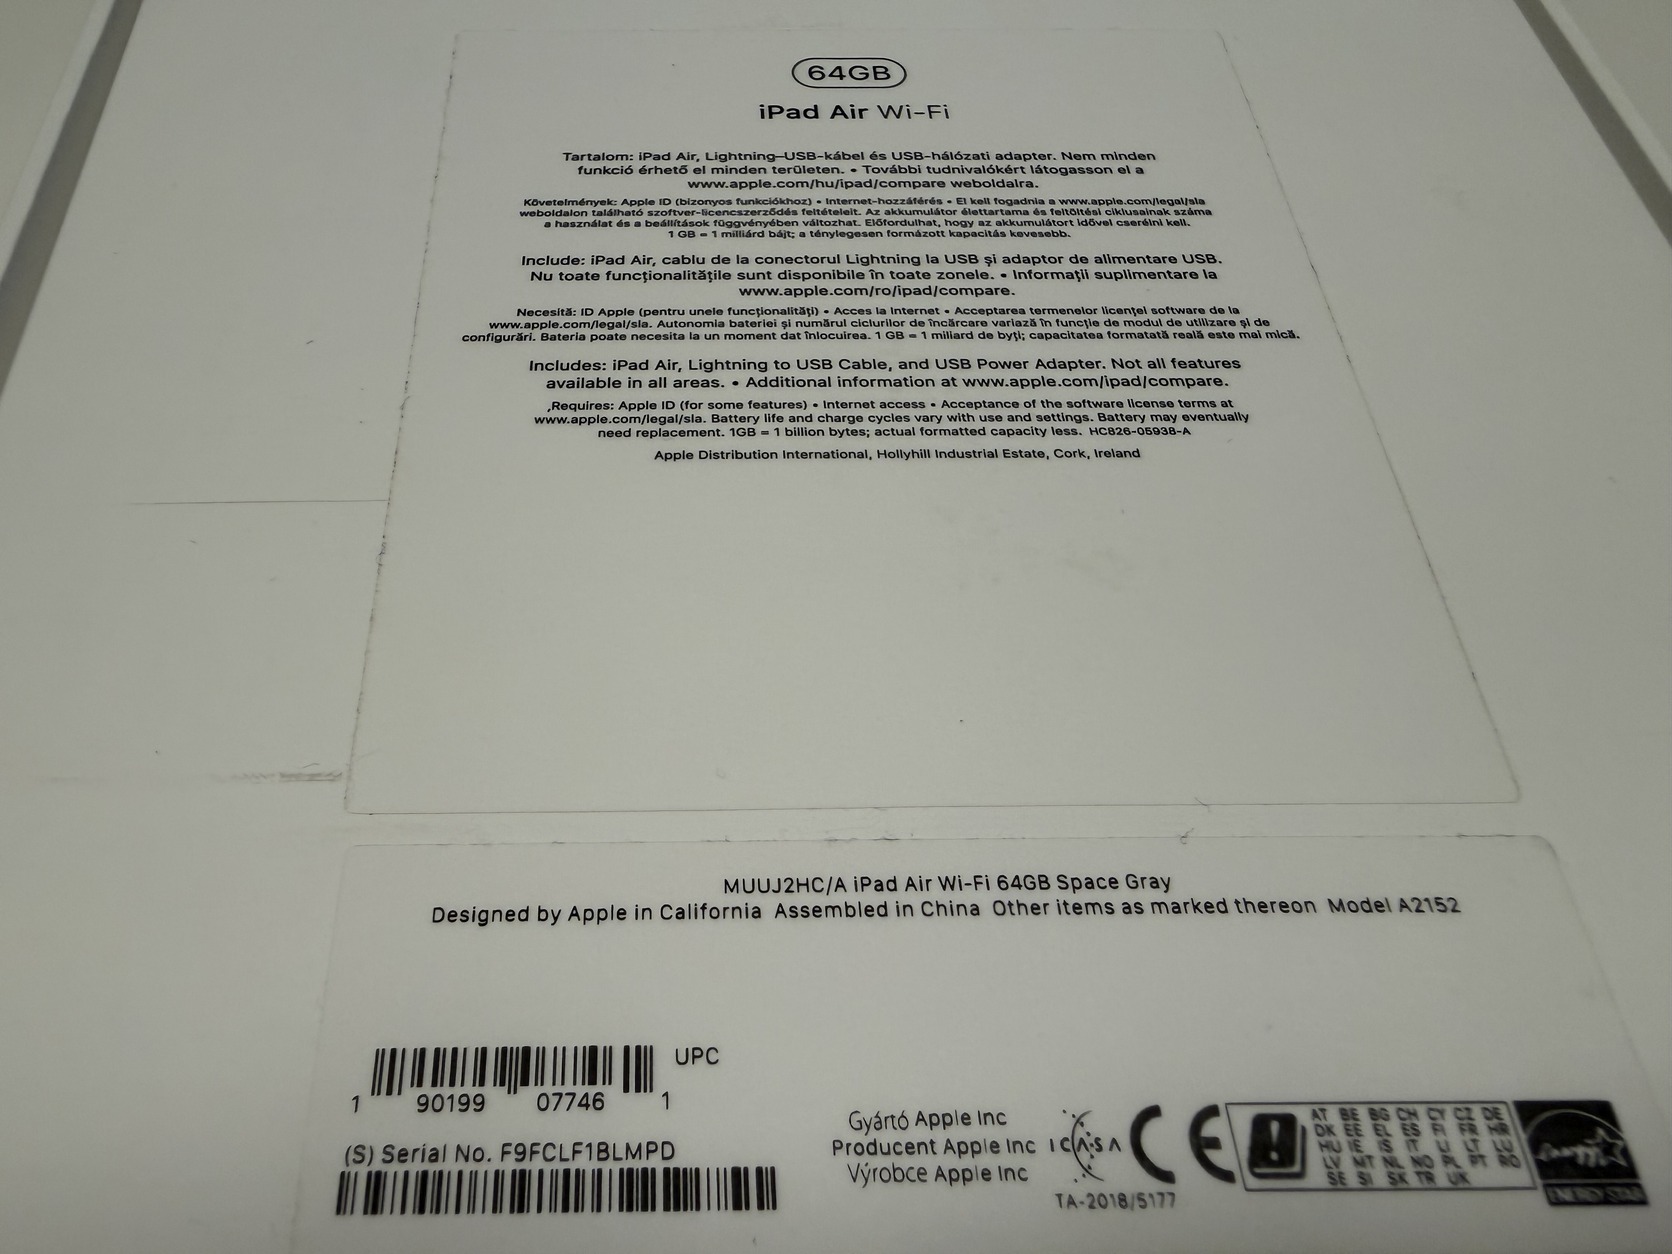 64GB
iPad Air Wi-Fi
Tartalom: iPad Air, Lightning–USB-kábel és USB-hálózati adapter. Nem minden
funkció érhető el minden területen. • További tudnivalókért látogasson el a
www.apple.com/hu/ipad/compare weboldalra.
Követelmények: Apple ID (bizonyos funkciókhoz) • Internet-hozzáférés • El kell fogadnia a www.apple.com/legal/sla
weboldalon található szoftver-licencszerződés feltételeit. Az akkumulátor élettartama és feltöltési ciklusainak száma
a használat és a beállítások függvényében változhat. Előfordulhat, hogy az akkumulátort idővel cserélni kell.
1 GB = 1 milliárd bájt; a ténylegesen formázott kapacitás kevesebb.
Include: iPad Air, cablu de la conectorul Lightning la USB și adaptor de alimentare USB.
Nu toate funcționalitățile sunt disponibile în toate zonele. • Informații suplimentare la
www.apple.com/ro/ipad/compare.
Necesită: ID Apple (pentru unele funcționalități) • Acces la Internet • Acceptarea termenelor licenței software de la
www.apple.com/legal/sla. Autonomia bateriei și numărul ciclurilor de încărcare variază în funcție de modul de utilizare și de
configurări. Bateria poate necesita la un moment dat înlocuirea. 1 GB = 1 miliard de byți; capacitatea formatată reală este mai mică.
Includes: iPad Air, Lightning to USB Cable, and USB Power Adapter. Not all features
available in all areas. • Additional information at www.apple.com/ipad/compare.
Requires: Apple ID (for some features) • Internet access • Acceptance of the software license terms at
www.apple.com/legal/sla. Battery life and charge cycles vary with use and settings. Battery may eventually
need replacement. 1GB = 1 billion bytes; actual formatted capacity less. HC826-05938-A
Apple Distribution International, Hollyhill Industrial Estate, Cork, Ireland
MUUJ2HC/A iPad Air Wi-Fi 64GB Space Gray
Designed by Apple in California Assembled in China Other items as marked thereon Model A2152
UPC
1 90199 07746 1
(S) Serial No. F9FCLF1BLMPD
Gyártó Apple Inc
Producent Apple Inc
Výrobce Apple Inc
ICASA
TA-2018/5177
CE
AT BE BG CH CY CZ DE
DK EE EL ES FI FR HR
HU IE IS IT LI LT LU
LV MT NL NO PL PT RO
SE SI SK TR UK
ENERGY STAR